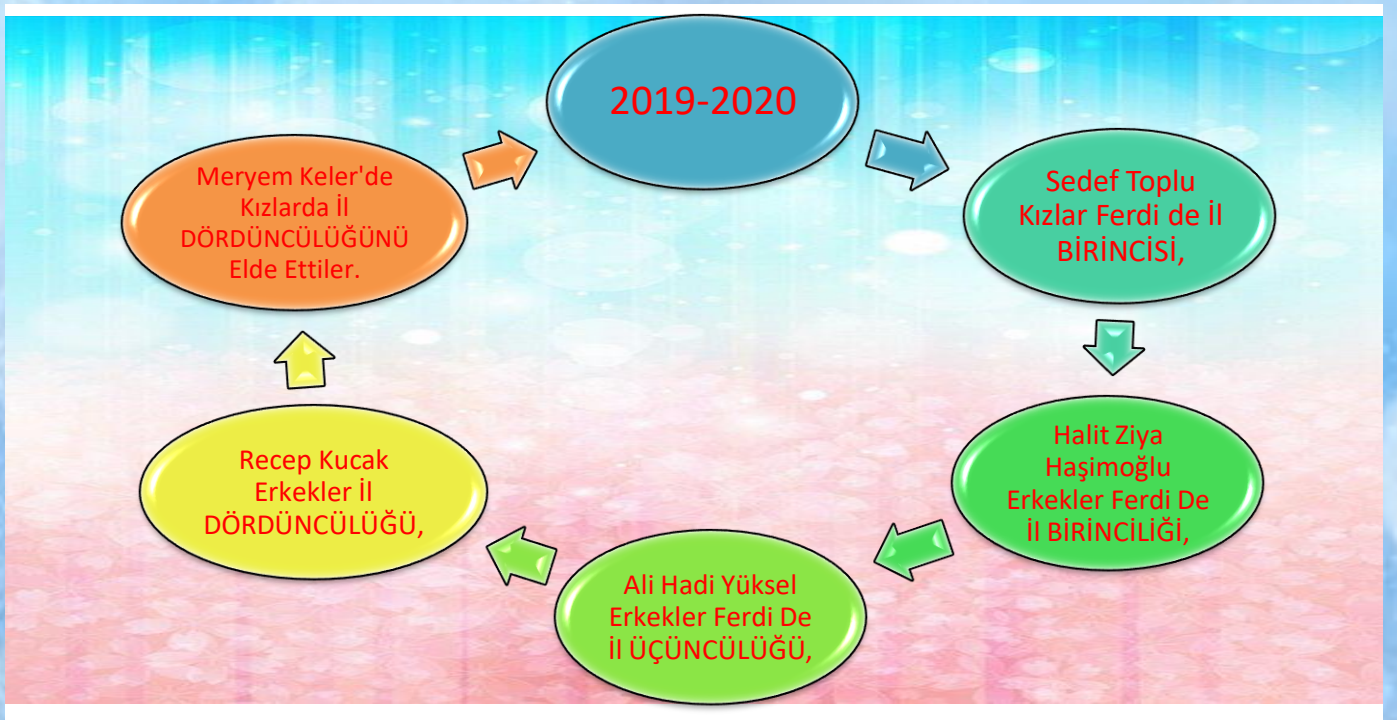 2019-2020
Sedef Toplu
Kızlar Ferdi de İl
BİRİNCİSİ,
Halit Ziya
Haşimoğlu
Erkekler Ferdi De
İl BİRİNCİLİĞİ,
Ali Hadi Yüksel
Erkekler Ferdi De
İl ÜÇÜNCÜLÜĞÜ,
Recep Kucak
Erkekler İl
DÖRDÜNCÜLÜĞÜ,
Meryem Keler'de
Kızlarda İl
DÖRDÜNCÜLÜĞÜNÜ
Elde Ettiler.